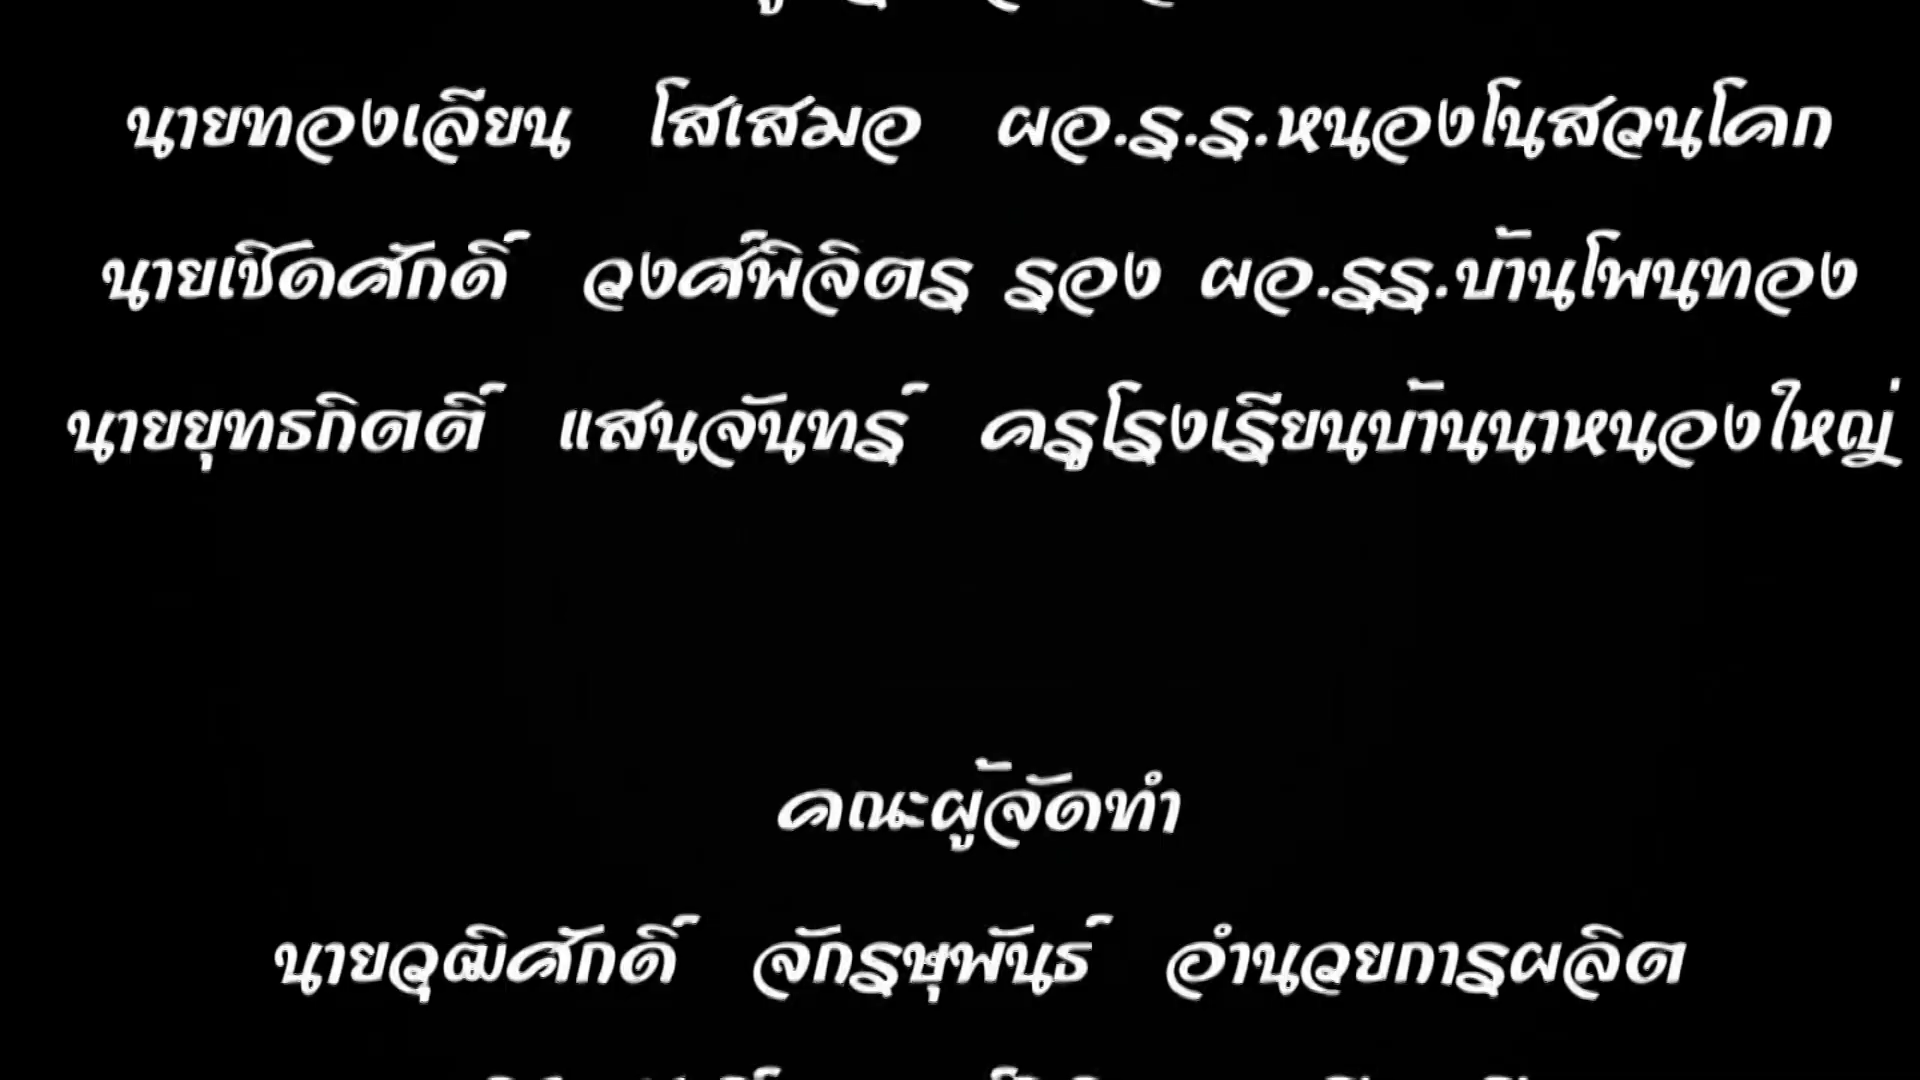 นายทองเลียน โสเสมอ ผอ.ร.ร.หนองโนสวนโคก
นายเชิดศักดิ์ วงศ์พิจิตร รอง ผอ.รร.บ้านโพนทอง
นายยุทธกิตติ์ แสนจันทร์ ครูโรงเรียนบ้านนาหนองใหญ่
คณะผู้จัดทำ
นายวุฒิศักดิ์ จักรษุพันธ์ อำนวยการผลิต